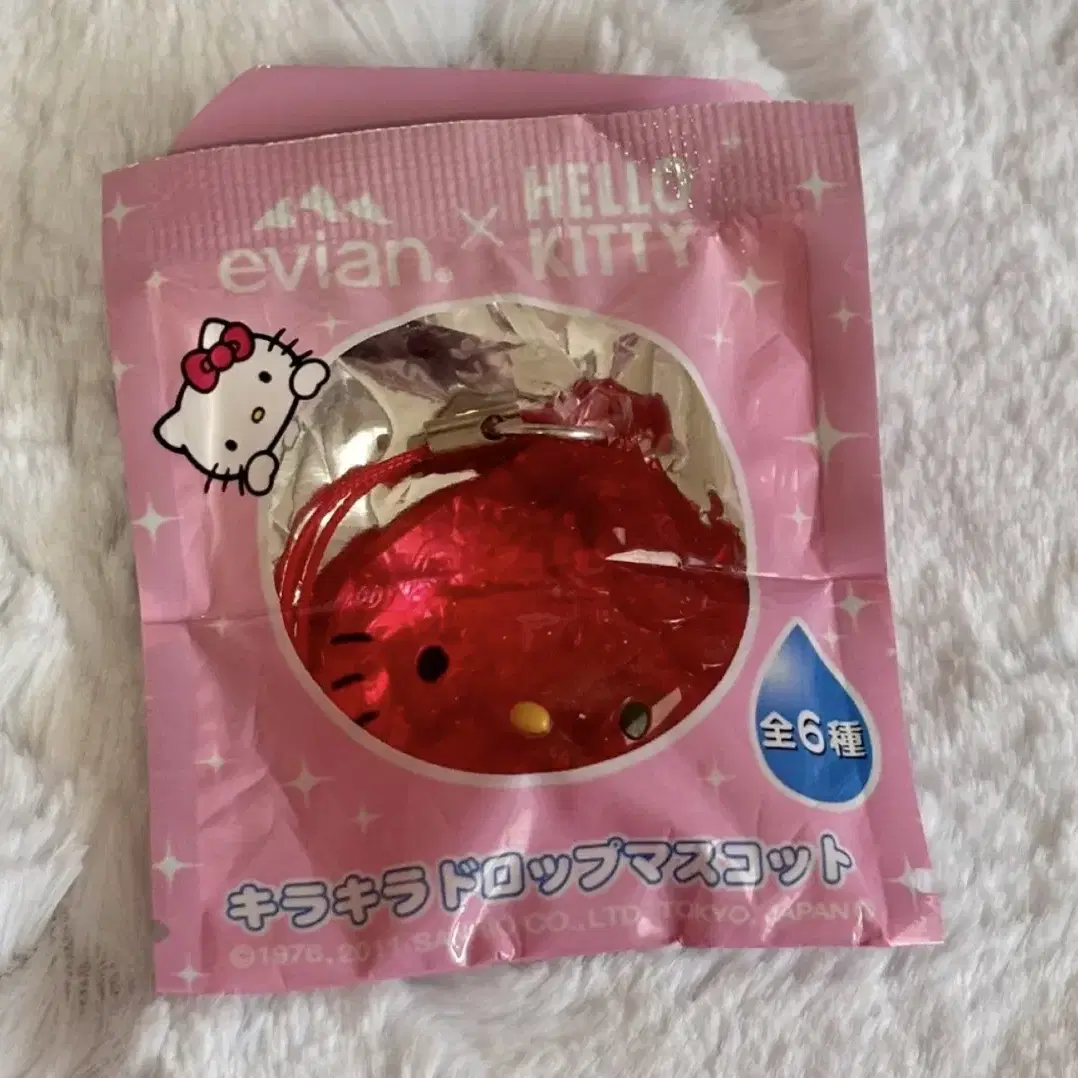 evian. × HELLO KITTY
全6種
キラキラドロップマスコット
©1976, 2011 SANRIO CO., LTD. TOKYO, JAPAN